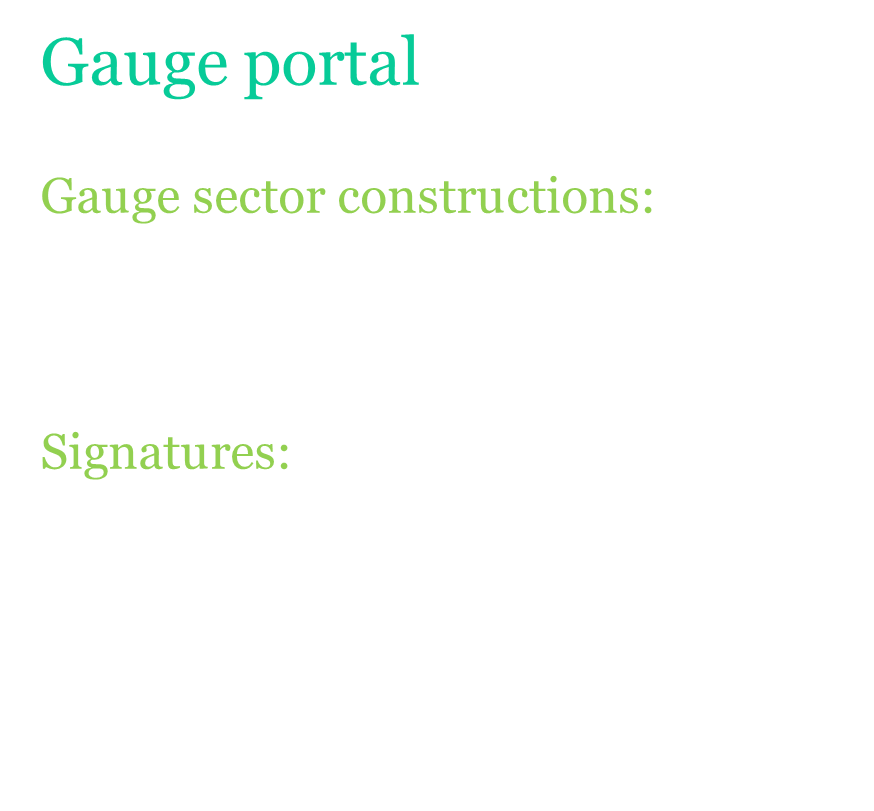 Gauge portal
Gauge sector constructions:
Signatures: